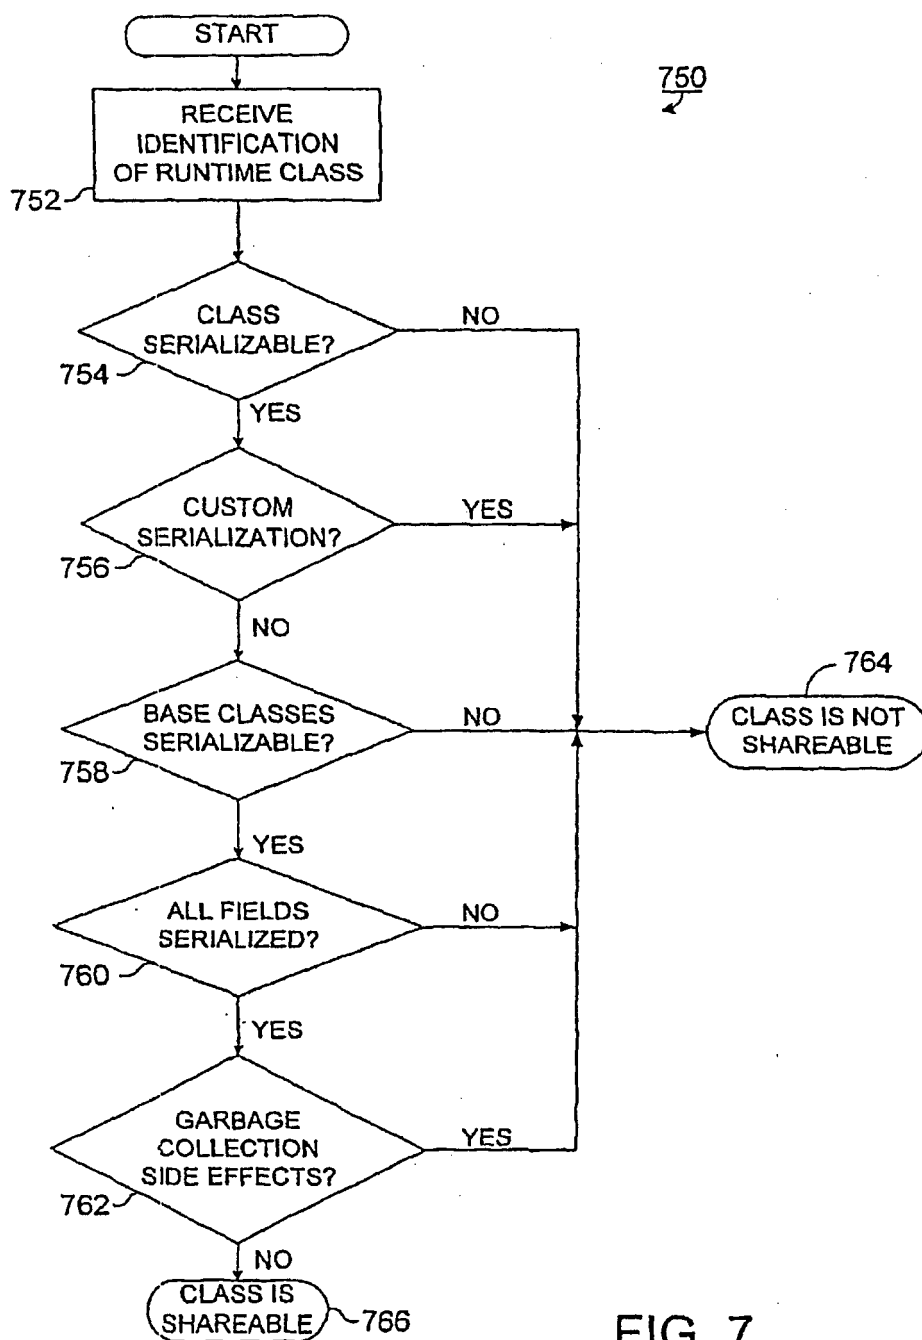 START
750
RECEIVE
IDENTIFICATION
OF RUNTIME CLASS
752
CLASS
SERIALIZABLE?
754
NO
YES
CUSTOM
SERIALIZATION?
756
YES
NO
BASE CLASSES
SERIALIZABLE?
758
NO
764
CLASS IS NOT
SHAREABLE
YES
ALL FIELDS
SERIALIZED?
760
NO
YES
GARBAGE
COLLECTION
SIDE EFFECTS?
762
YES
NO
CLASS IS
SHAREABLE
766
FIG. 7